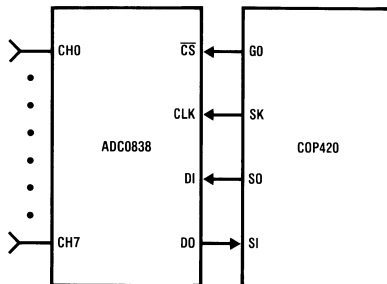 CH0 CS G0
CLK SK
ADC0838 COP420
DI SO
CH7 DO SI